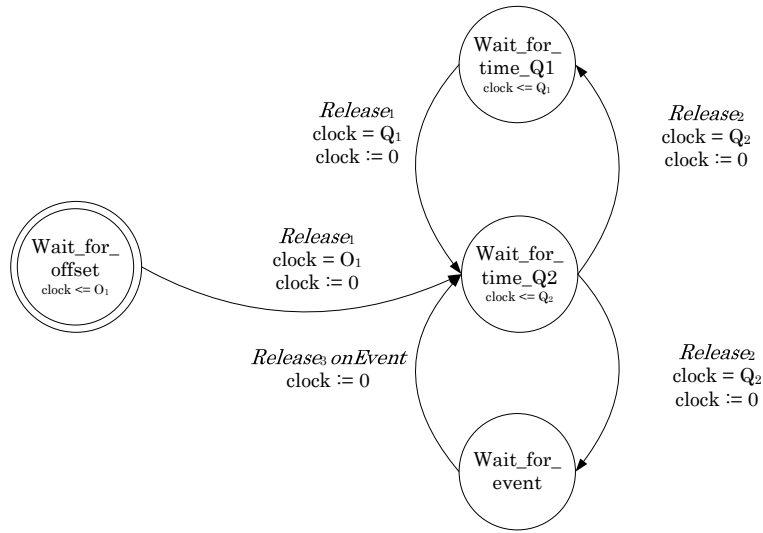 Wait_for_
time_Q1
clock <= Q₁
Release₁
clock = Q₁
clock := 0
Release₂
clock = Q₂
clock := 0
Wait_for_
offset
clock <= O₁
Release₁
clock = O₁
clock := 0
Wait_for_
time_Q2
clock <= Q₂
Release₃ onEvent
clock := 0
Release₂
clock = Q₂
clock := 0
Wait_for_
event